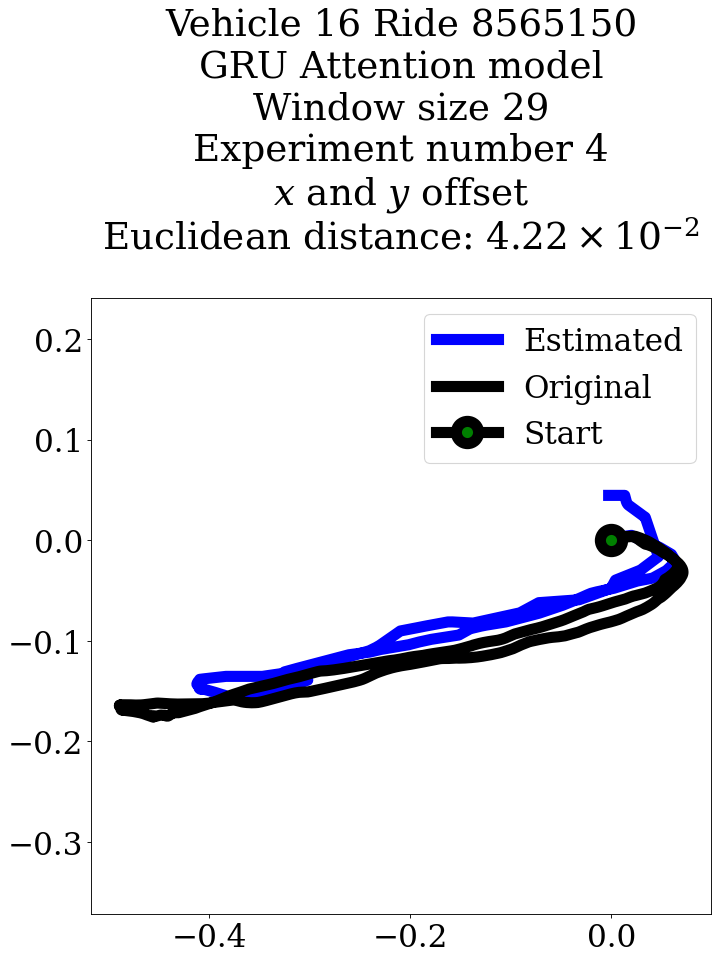 Vehicle 16 Ride 8565150
GRU Attention model
Window size 29
Experiment number 4
x and y offset
Euclidean distance: 4.22 × 10⁻²
Estimated
Original
Start
0.2
0.1
0.0
−0.1
−0.2
−0.3
−0.4
−0.2
0.0